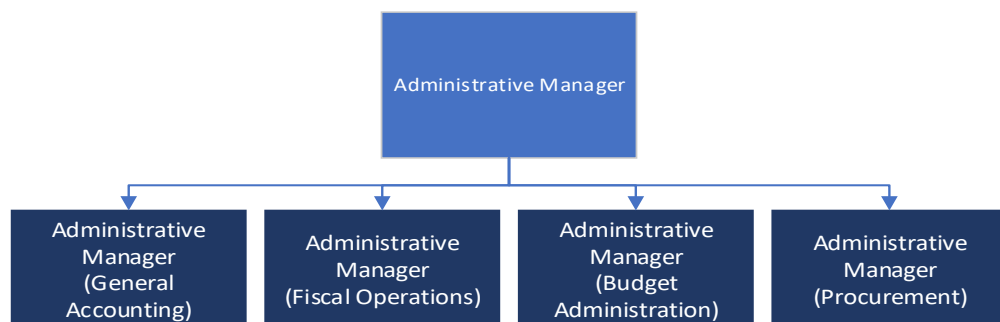 Administrative Manager
Administrative
Manager
(General
Accounting)
Administrative
Manager
(Fiscal Operations)
Administrative
Manager
(Budget
Administration)
Administrative
Manager
(Procurement)